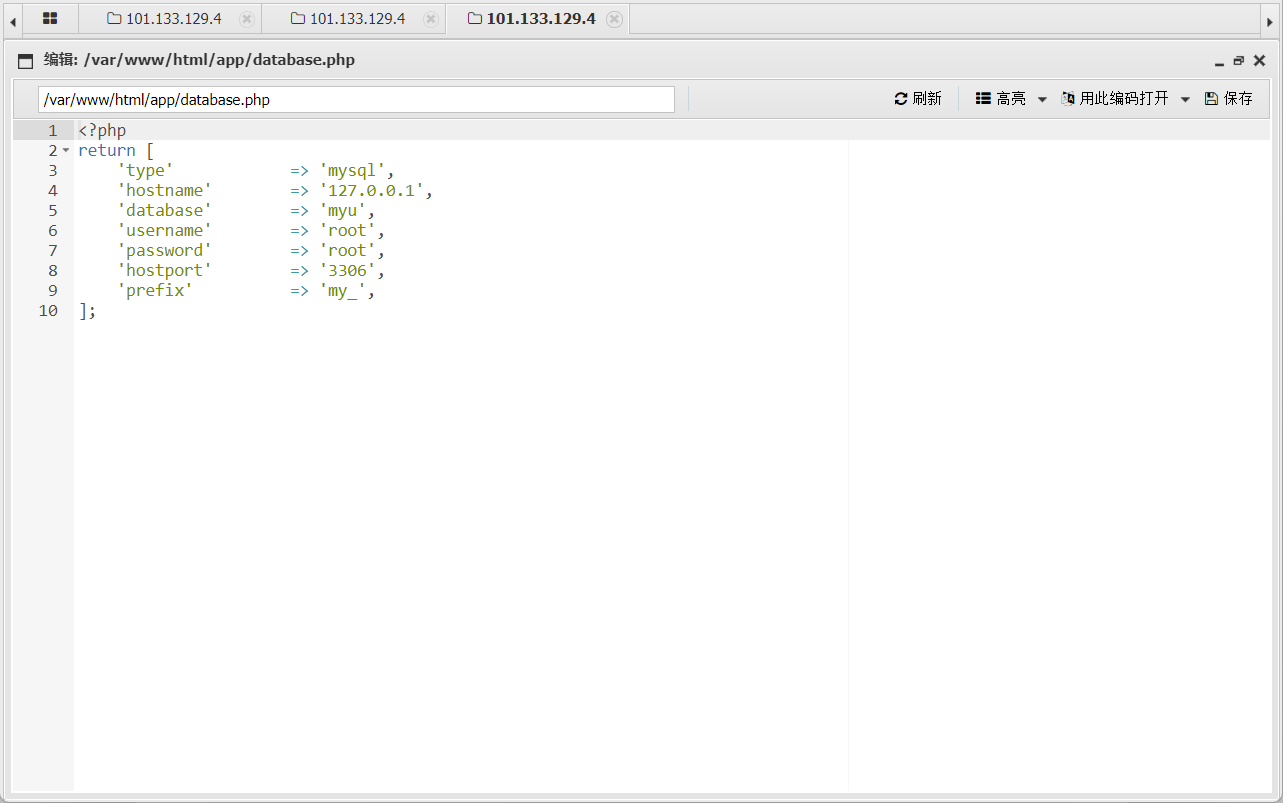 101.133.129.4 101.133.129.4 101.133.129.4
编辑: /var/www/html/app/database.php
/var/www/html/app/database.php 刷新 高亮 用此编码打开 保存
1 <?php
2 return [
3     'type'            => 'mysql',
4     'hostname'        => '127.0.0.1',
5     'database'        => 'myu',
6     'username'        => 'root',
7     'password'        => 'root',
8     'hostport'        => '3306',
9     'prefix'          => 'my_',
10 ];